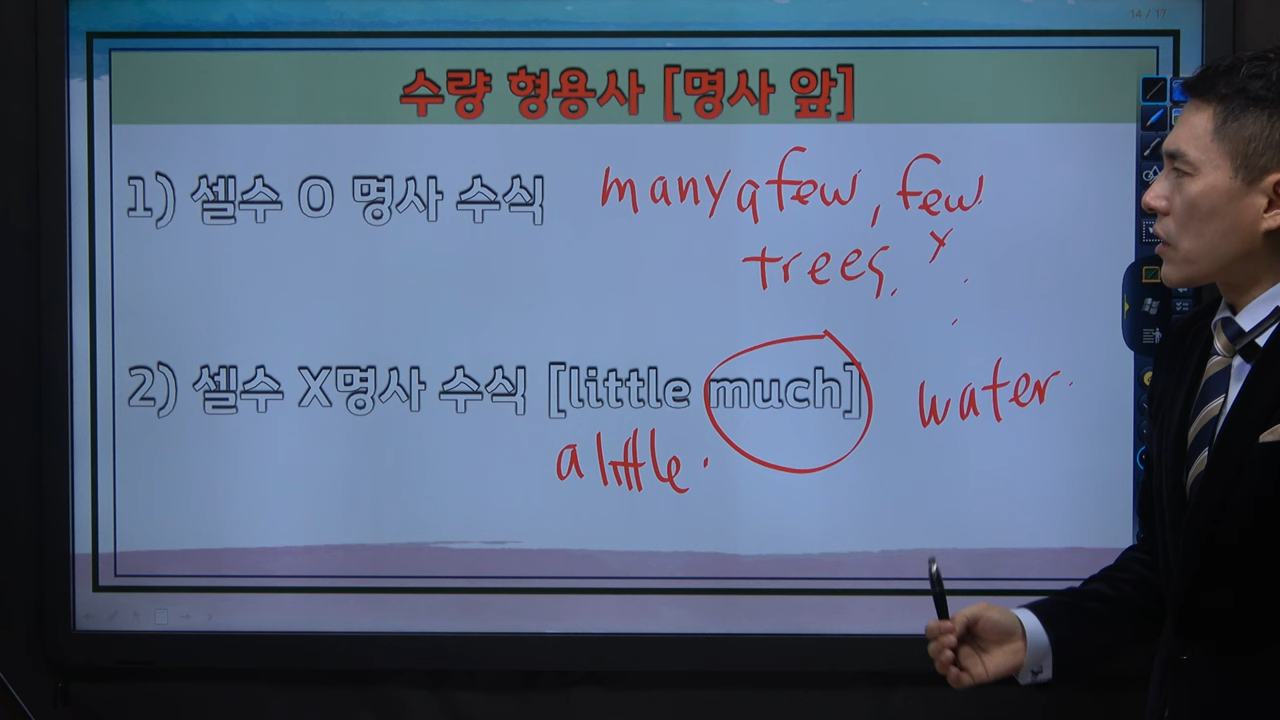 14 / 17
수량 형용사 [명사 앞]
1) 셀수 O 명사 수식 many a few, few
trees, x
2) 셀수 X명사 수식 [little much] water.
a little.